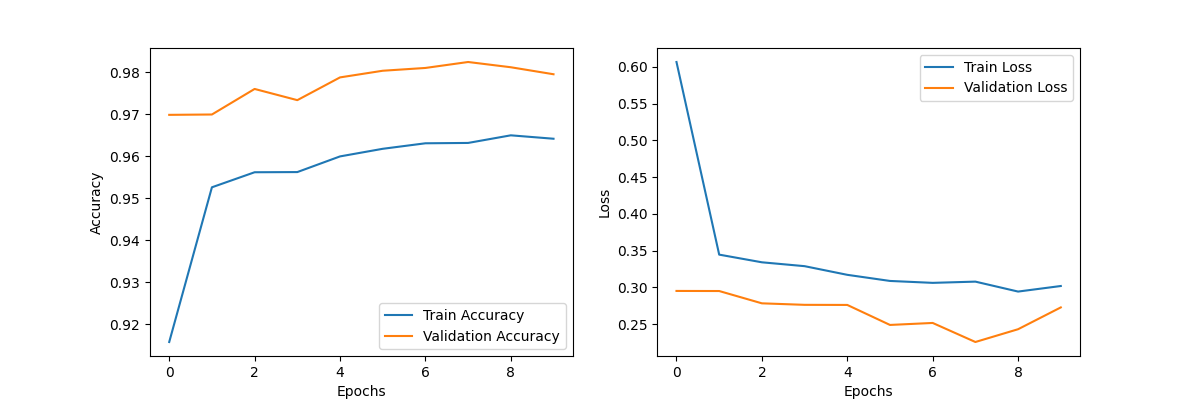 0.98
0.97
0.96
0.95
0.94
0.93
0.92
Accuracy
0 2 4 6 8
Epochs
Train Accuracy
Validation Accuracy
0.60
0.55
0.50
0.45
0.40
0.35
0.30
0.25
Loss
0 2 4 6 8
Epochs
Train Loss
Validation Loss